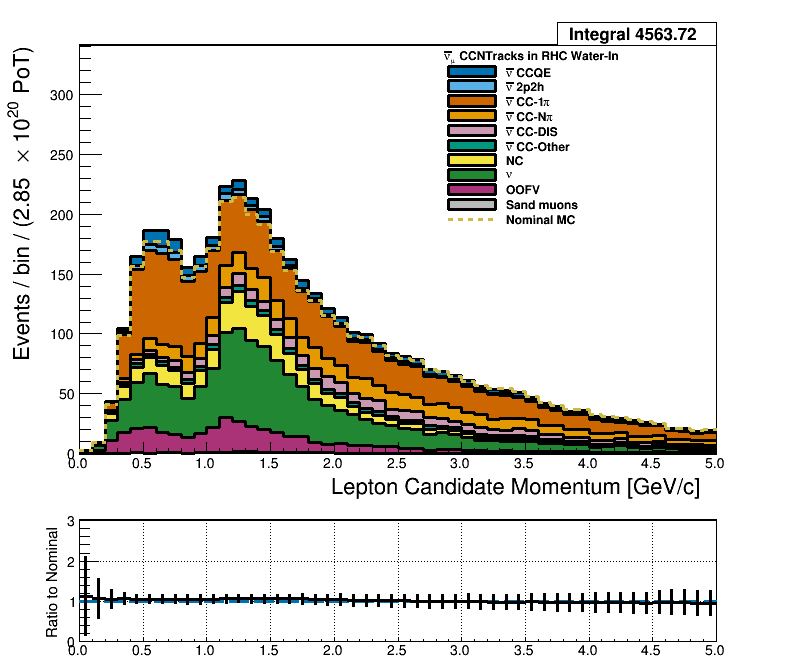 Integral 4563.72
ν̅μ CCNTracks in RHC Water-In
ν̅ CCQE
ν̅ 2p2h
ν̅ CC-1π
ν̅ CC-Nπ
ν̅ CC-DIS
ν̅ CC-Other
NC
ν
OOFV
Sand muons
Nominal MC
Events / bin / (2.85 × 10²⁰ PoT)
300
250
200
150
100
50
0
0.0 0.5 1.0 1.5 2.0 2.5 3.0 3.5 4.0 4.5 5.0
Lepton Candidate Momentum [GeV/c]
Ratio to Nominal
3
2
1
0
0.0 0.5 1.0 1.5 2.0 2.5 3.0 3.5 4.0 4.5 5.0